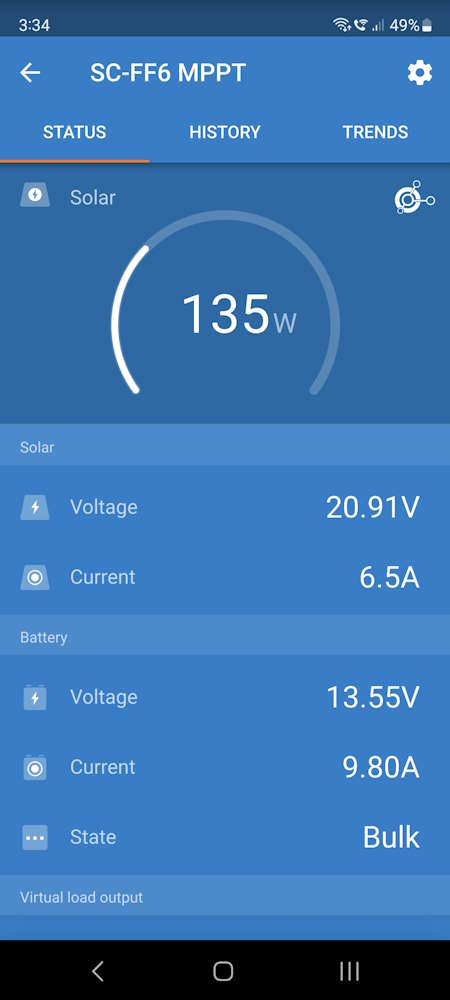 3:34
49%
SC-FF6 MPPT
STATUS HISTORY TRENDS
Solar
135W
Solar
Voltage 20.91V
Current 6.5A
Battery
Voltage 13.55V
Current 9.80A
State Bulk
Virtual load output